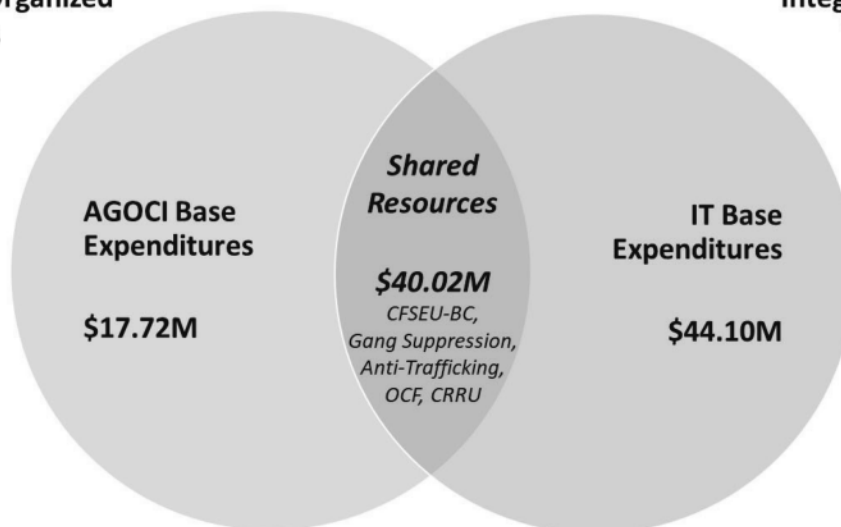 Shared
Resources
AGOCI Base
Expenditures
IT Base
Expenditures
$40.02M
$17.72M
CFSEU-BC,
Gang Suppression,
Anti-Trafficking,
OCF, CRRU
$44.10M